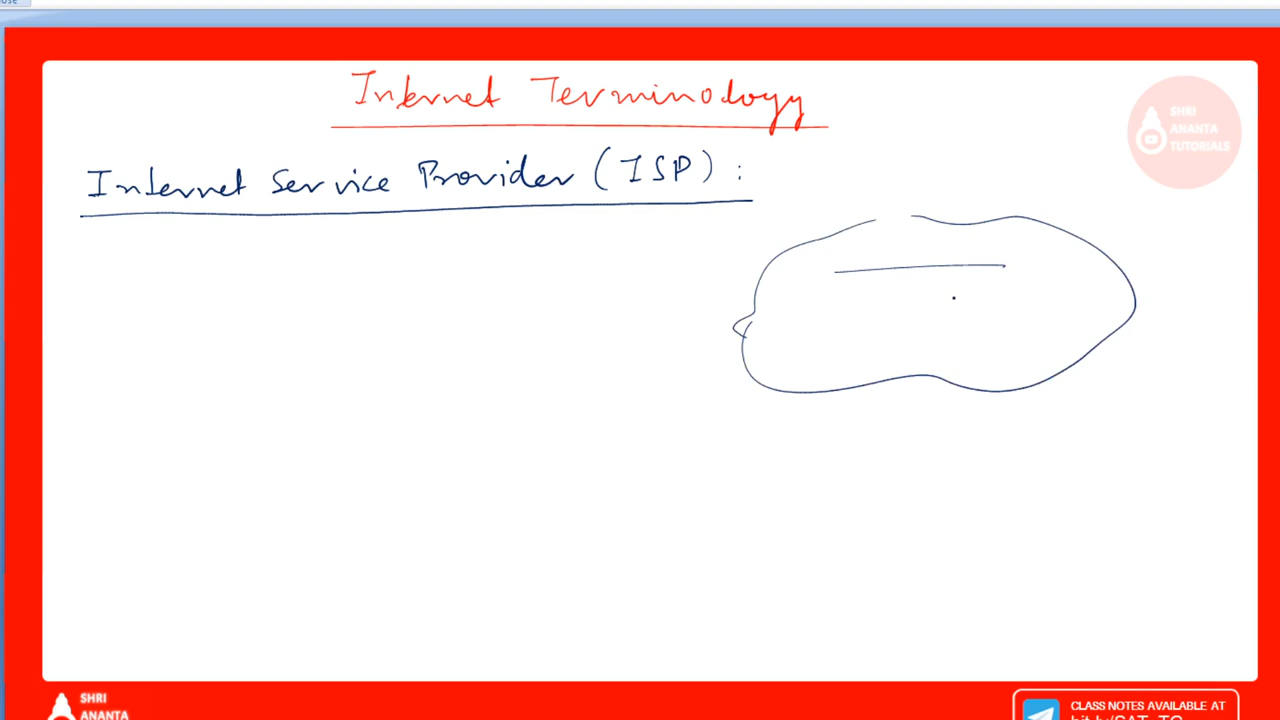 Internet Terminology
SHRI
ANANTA
TUTORIALS
Internet Service Provider (ISP) :
SHRI
ANANTA
CLASS NOTES AVAILABLE AT